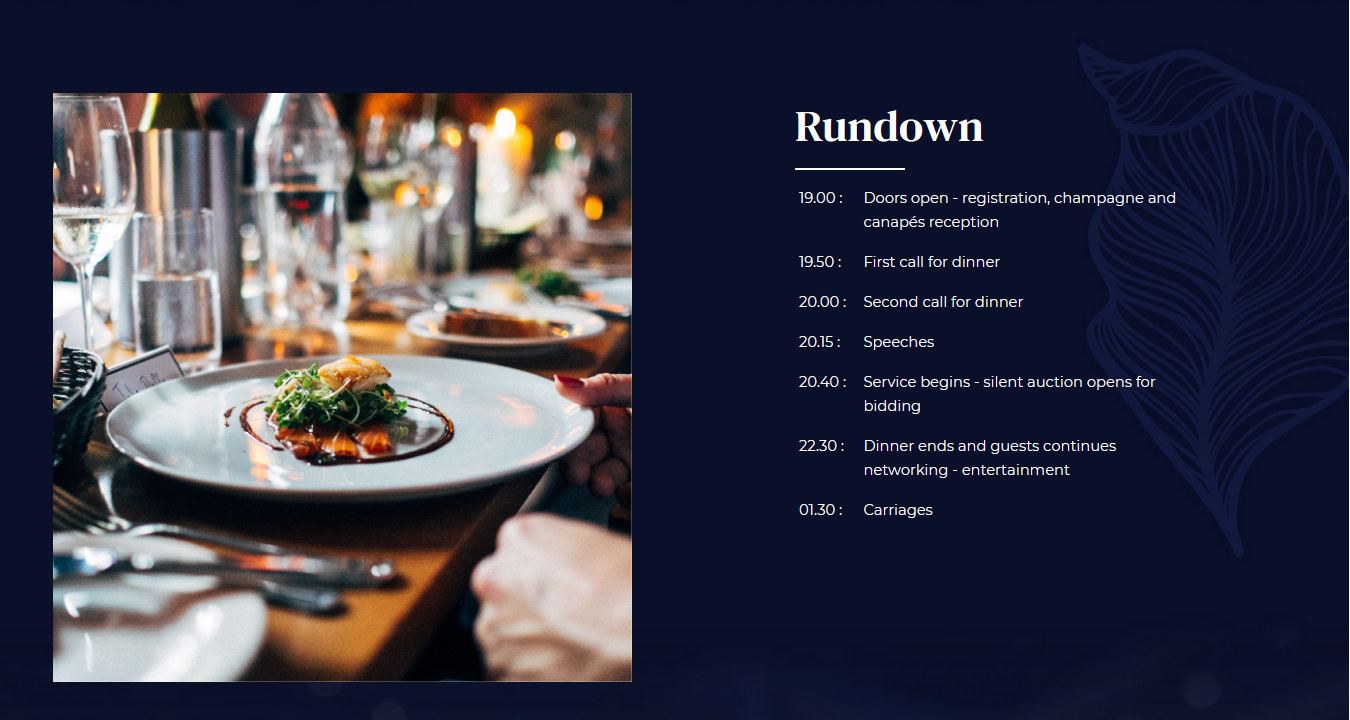 Rundown
19.00 : Doors open - registration, champagne and
canapés reception
19.50 : First call for dinner
20.00 : Second call for dinner
20.15 : Speeches
20.40 : Service begins - silent auction opens for
bidding
22.30 : Dinner ends and guests continues
networking - entertainment
01.30 : Carriages